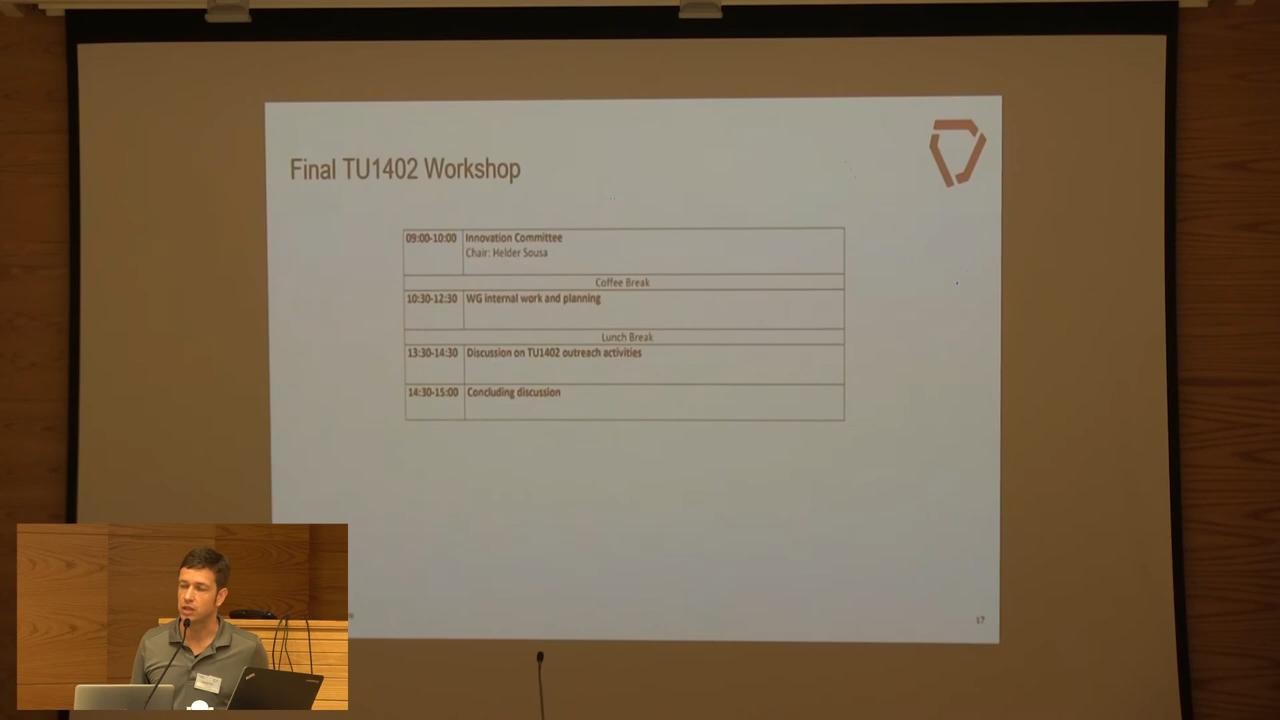 Final TU1402 Workshop
09:00-10:00 Innovation Committee
Chair: Helder Sousa
Coffee Break
10:30-12:30 WG internal work and planning
Lunch Break
13:30-14:30 Discussion on TU1402 outreach activities
14:30-15:00 Concluding discussion
17